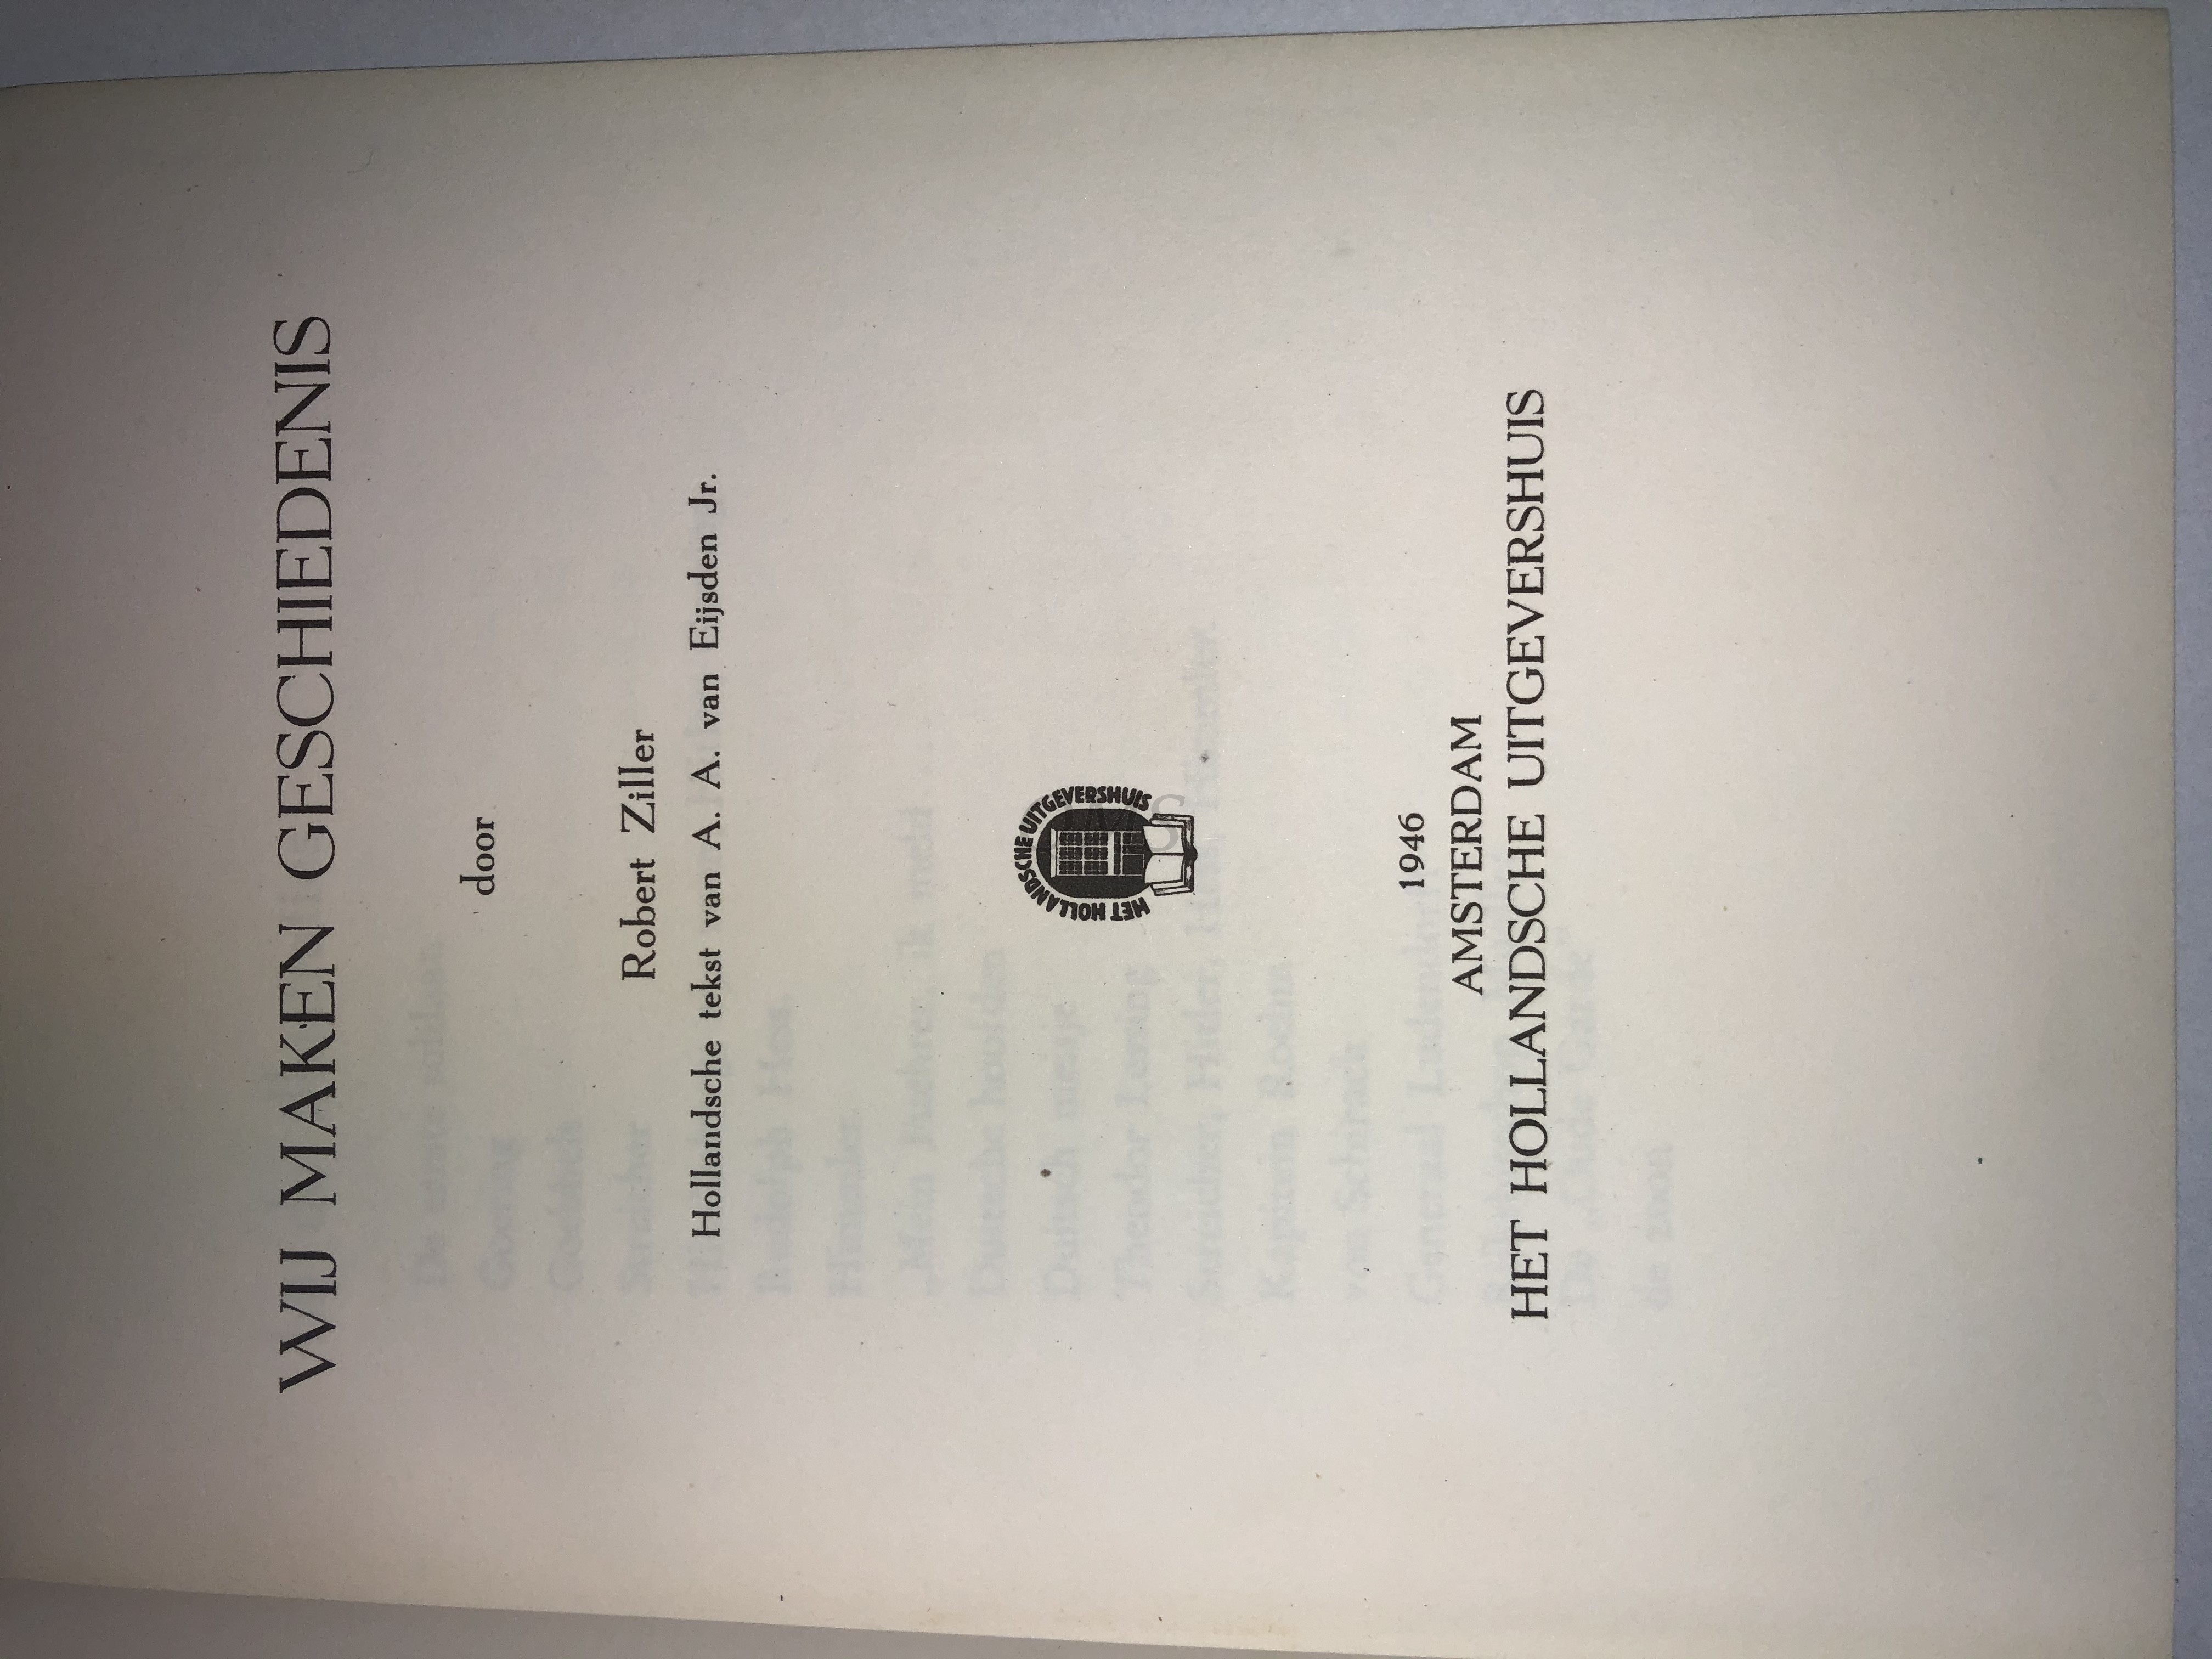 WIJ MAKEN GESCHIEDENIS
door
Robert Ziller
Hollandsche tekst van A. A. van Eijsden Jr.
HET HOLLANDSCHE UITGEVERSHUIS
1946
AMSTERDAM
HET HOLLANDSCHE UITGEVERSHUIS